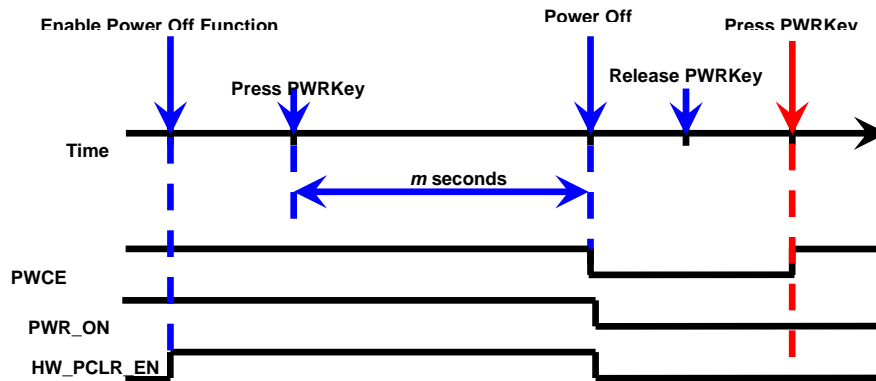 Enable Power Off Function
Power Off
Press PWRKey
Press PWRKey
Release PWRKey
Time
m seconds
PWCE
PWR_ON
HW_PCLR_EN